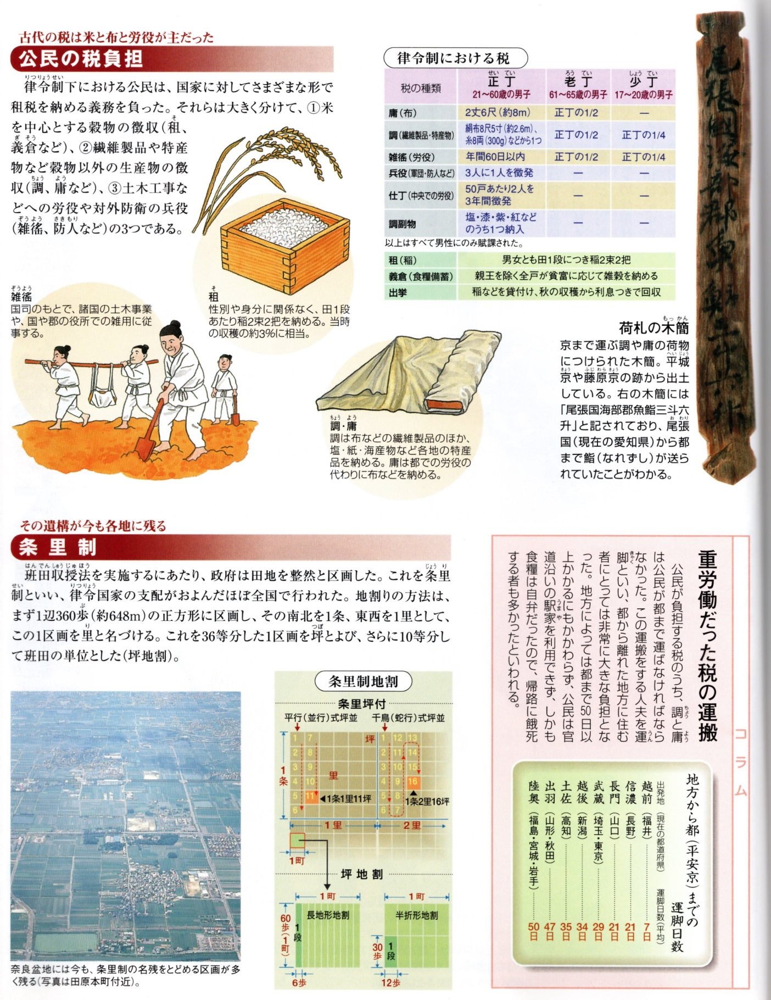 古代の税は米と布と労役が主だった
公民の税負担
律令制下における公民は、国家に対してさまざまな形で
租税を納める義務を負った。それらは大きく分けて、①米
を中心とする穀物の徴収(租、
義倉など)、②繊維製品や特産
物など穀物以外の生産物の徴
収(調、庸など)、③土木工事な
どへの労役や対外防衛の兵役
(雑徭、防人など)の3つである。
雑徭
国司のもとで、諸国の土木事業
や、国や郡の役所での雑用に従
事する。
租
性別や身分に関係なく、田1段
あたり稲2束2把を納める。当時
の収穫の約3%に相当。
調・庸
調は布などの繊維製品のほか、
塩・紙・海産物など各地の特産
品を納める。庸は都での労役の
代わりに布などを納める。
律令制における税
税の種類 正丁 21〜60歳の男子 老丁 61〜65歳の男子 少丁 17〜20歳の男子
庸(布) 2丈6尺(約8m) 正丁の1/2 ―
調(繊維製品・特産物) 絹布8尺5寸(約2.6m)、糸8両(300g)などから1つ 正丁の1/2 正丁の1/4
雑徭(労役) 年間60日以内 正丁の1/2 正丁の1/4
兵役(軍団・防人など) 3人に1人を徴発 ― ―
仕丁(中央での労役) 50戸あたり2人を3年間徴発 ― ―
調副物 塩・漆・紫・紅などのうち1つ納入 ― ―
以上はすべて男性にのみ賦課された。
租(稲) 男女とも田1段につき稲2束2把
義倉(食糧備蓄) 親王を除く全戸が貧富に応じて雑穀を納める
出挙 稲などを貸付け、秋の収穫から利息つきで回収
荷札の木簡
京まで運ぶ調や庸の荷物
につけられた木簡。平城
京や藤原京の跡から出土
している。右の木簡には
「尾張国海部郡魚鮨三斗六
升」と記されており、尾張
国(現在の愛知県)から都
まで鮨(なれずし)が送ら
れていたことがわかる。
その遺構が今も各地に残る
条里制
班田収授法を実施するにあたり、政府は田地を整然と区画した。これを条里
制といい、律令国家の支配がおよんだほぼ全国で行われた。地割りの方法は、
まず1辺360歩(約648m)の正方形に区画し、その南北を1条、東西を1里として、
この1区画を里と名づける。これを36等分した1区画を坪とよび、さらに10等分し
て班田の単位とした(坪地割)。
奈良盆地には今も、条里制の名残をとどめる区画が多
く残る(写真は田原本町付近)。
条里制地割
条里坪付
平行(並行)式坪並 千鳥(蛇行)式坪並
1 7 坪 1 12 13
2 8 2 11 14
3 9 里 3 10 15
4 10 4 9 16
5 11 ◀1条1里11坪 5 8 ▲1条2里16坪
6 6 7
1条
1里 2里
1町
坪地割
1町 1町
長地形地割 半折形地割
60歩(1町) 1段 30歩 1段
6歩 12歩
コラム
重労働だった税の運搬
公民が負担する税のうち、調と庸
は公民が都まで運ばなければなら
なかった。この運搬をする人夫を運
脚といい、都から離れた地方に住む
者にとっては非常に大きな負担とな
った。地方によっては都まで50日以
上かかるにもかかわらず、公民は官
道沿いの駅家を利用できず、しかも
食糧は自弁だったので、帰路に餓死
する者も多かったといわれる。
地方から都(平安京)までの
運脚日数
出発地(現在の都道府県) 運脚日数(平均)
越前(福井)……7日
信濃(長野)……21日
長門(山口)……21日
武蔵(埼玉・東京)……29日
越後(新潟)……34日
土佐(高知)……35日
出羽(山形・秋田)……47日
陸奥(福島・宮城・岩手)……50日